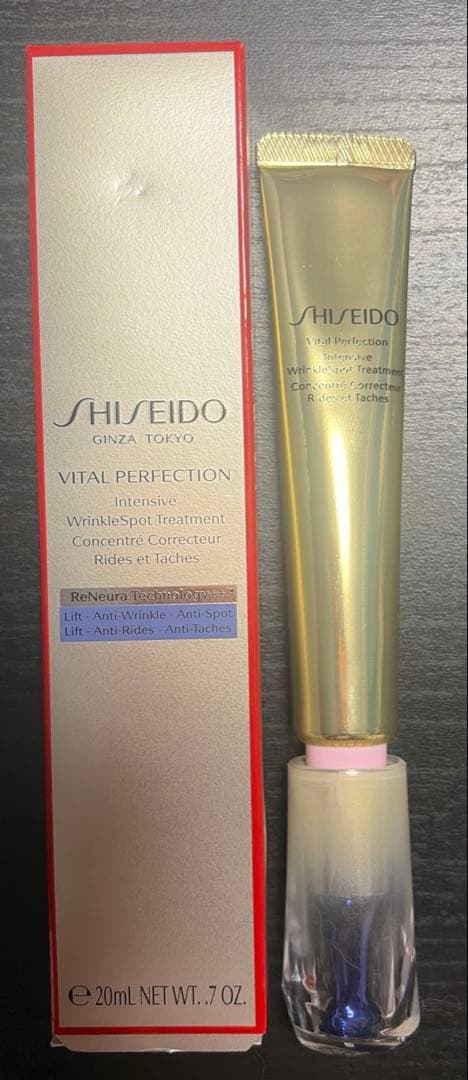 SHISEIDO
GINZA TOKYO
VITAL PERFECTION
Intensive
WrinkleSpot Treatment
Concentré Correcteur
Rides et Taches
ReNeura Technology++™
Lift - Anti-Wrinkle - Anti-Spot
Lift - Anti-Rides - Anti-Taches
℮ 20mL NET WT. .7 OZ.
SHISEIDO
Vital Perfection
Intensive
WrinkleSpot Treatment
Concentré Correcteur
Rides et Taches